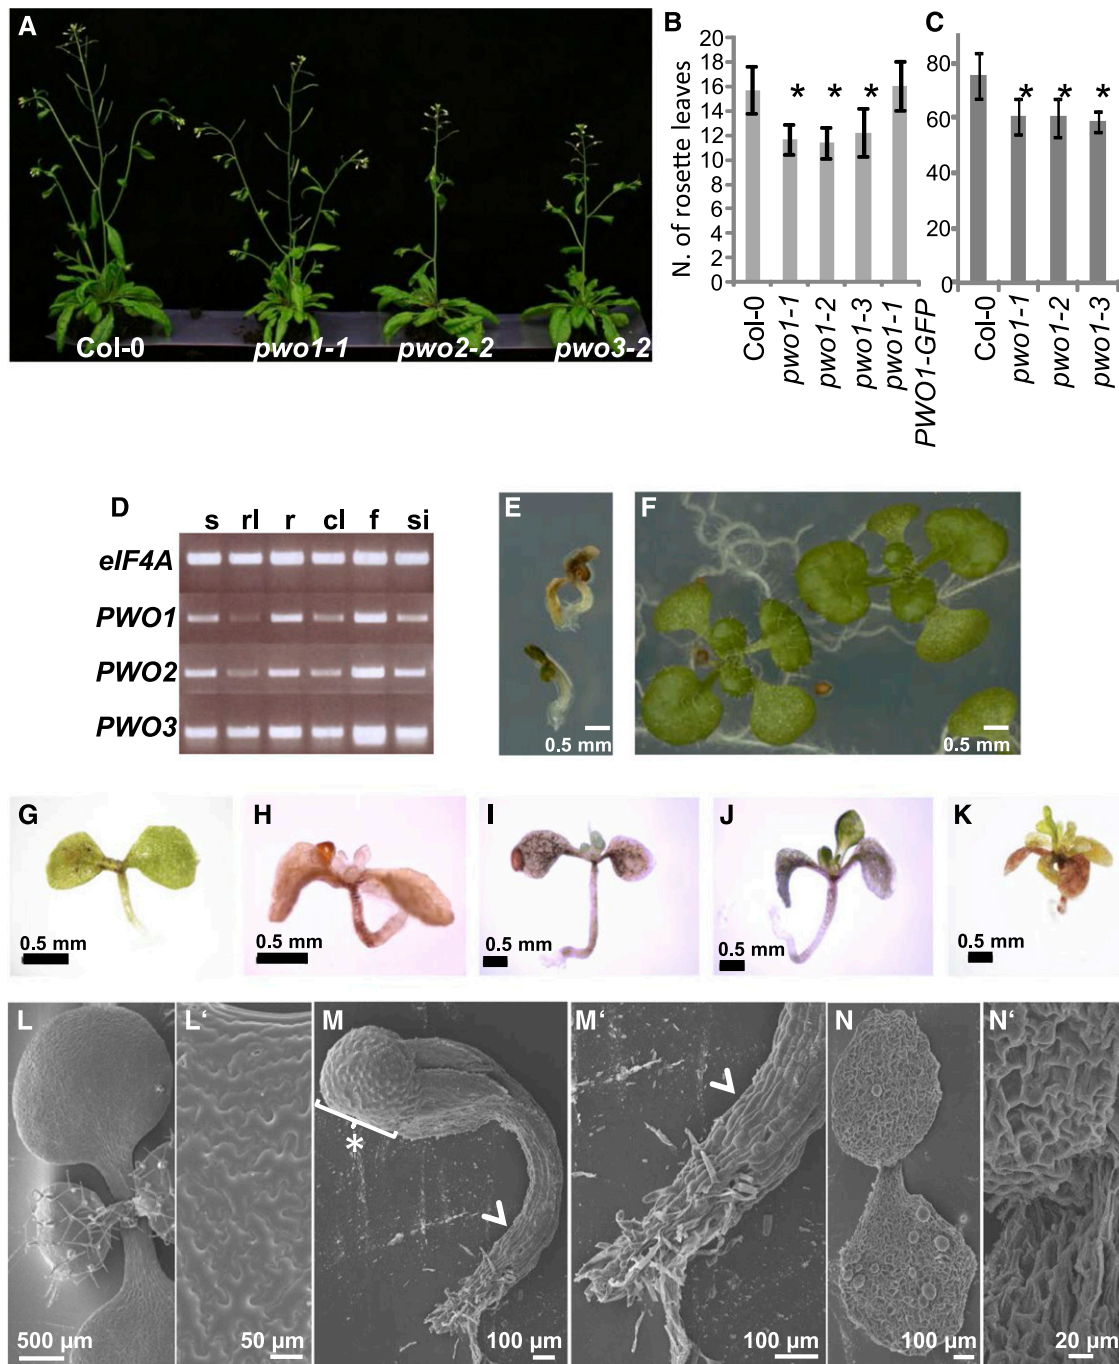 A
Col-0
pwo1-1
pwo2-2
pwo3-2
B
N. of rosette leaves
20
18
16
14
12
10
8
6
4
2
0
*
*
*
Col-0
pwo1-1
pwo1-2
pwo1-3
pwo1-1
PWO1-GFP
C
80
60
40
20
0
*
*
*
Col-0
pwo1-1
pwo1-2
pwo1-3
D
s rl r cl f si
eIF4A
PWO1
PWO2
PWO3
E
0.5 mm
F
0.5 mm
G
0.5 mm
H
0.5 mm
I
0.5 mm
J
0.5 mm
K
0.5 mm
L
500 µm
L‘
50 µm
M
*
100 µm
M‘
100 µm
N
100 µm
N‘
20 µm